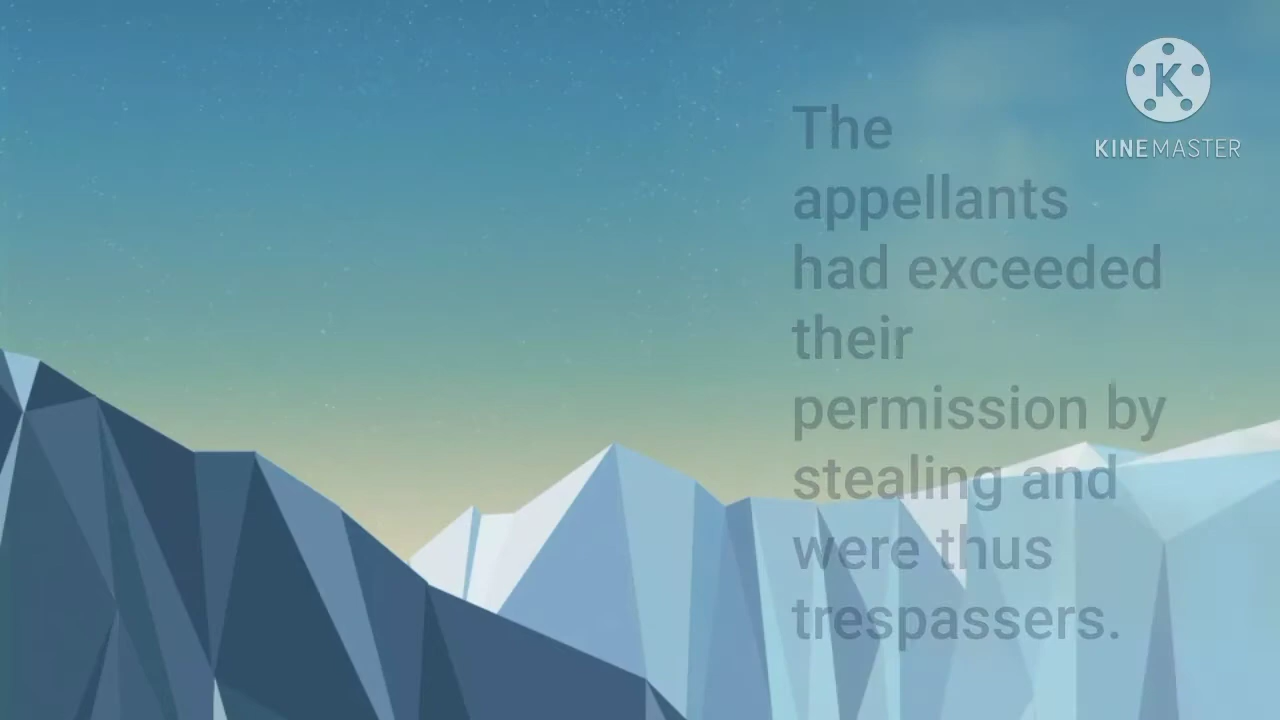 K
KINEMASTER
The
appellants
had exceeded
their
permission by
stealing and
were thus
trespassers.